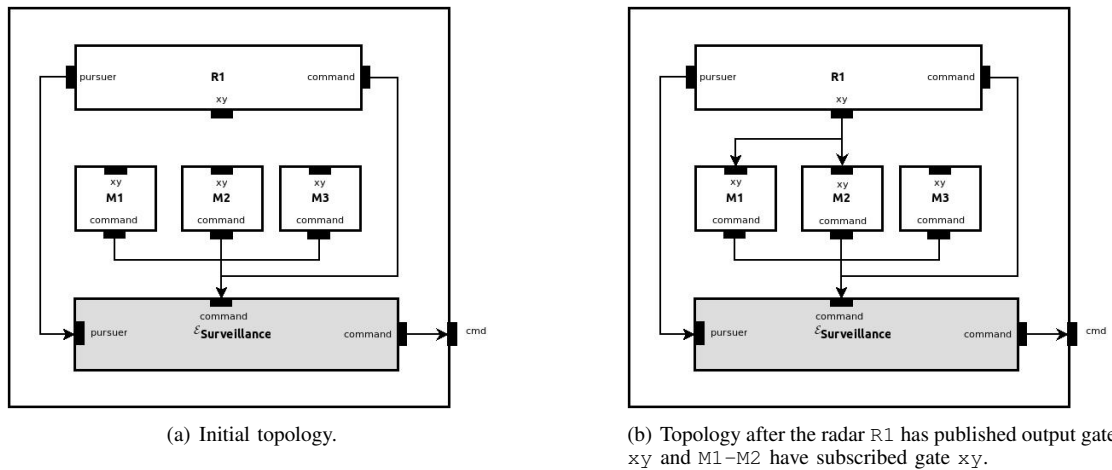 pursuer R1 command
xy
xy xy xy
M1 M2 M3
command command command
command
pursuer ℰSurveillance command cmd
(a) Initial topology.
pursuer R1 command
xy
xy xy xy
M1 M2 M3
command command command
command
pursuer ℰSurveillance command cmd
(b) Topology after the radar R1 has published output gate
xy and M1–M2 have subscribed gate xy.